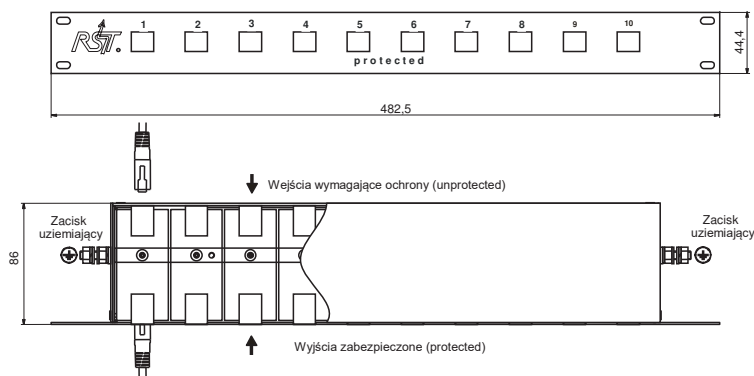 RST
1 2 3 4 5 6 7 8 9 10
protected
44,4
482,5
Wejścia wymagające ochrony (unprotected)
Zacisk
uziemiający
Zacisk
uziemiający
86
Wyjścia zabezpieczone (protected)